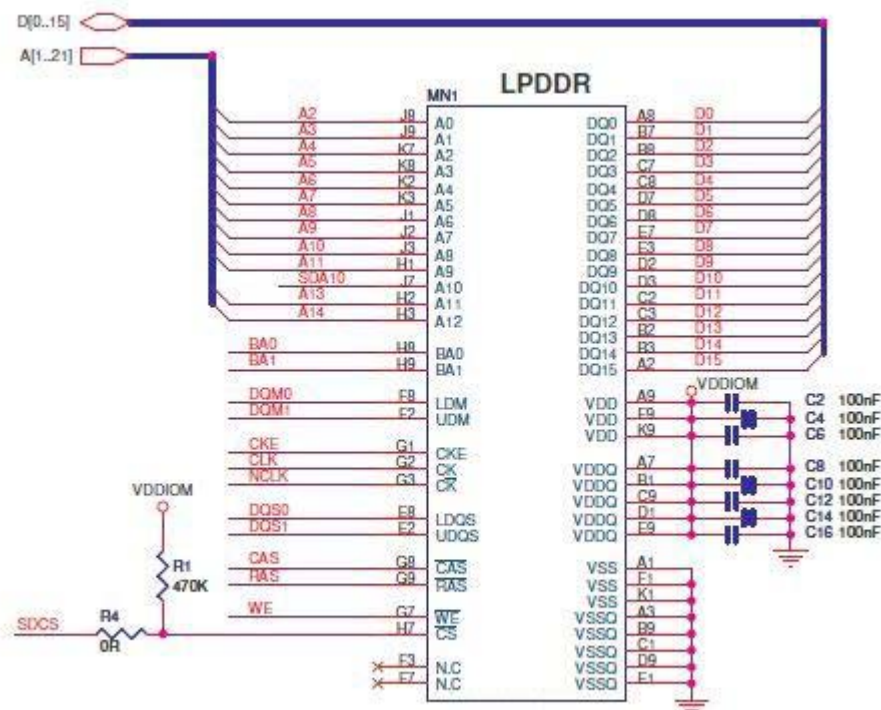 D[0..15]
A[1..21]
LPDDR
MN1
A2 J8 A0 DQ0 A8 D0
A3 J9 A1 DQ1 B7 D1
A4 K7 A2 DQ2 B8 D2
A5 K8 A3 DQ3 C7 D3
A6 K2 A4 DQ4 C8 D4
A7 K3 A5 DQ5 D7 D5
A8 J1 A6 DQ6 D8 D6
A9 J2 A7 DQ7 E7 D7
A10 J3 A8 DQ8 E3 D8
A11 H1 A9 DQ9 D2 D9
SDA10 J7 A10 DQ10 D3 D10
A13 H2 A11 DQ11 C2 D11
A14 H3 A12 DQ12 C3 D12
DQ13 B2 D13
BA0 H8 BA0 DQ14 B3 D14
BA1 H9 BA1 DQ15 A2 D15
VDDIOM
DQM0 F8 LDM VDD A9 C2 100nF
DQM1 F2 UDM VDD F9 C4 100nF
VDD K9 C6 100nF
CKE G1 CKE
CLK G2 CK VDDQ A7 C8 100nF
NCLK G3 CK VDDQ B1 C10 100nF
VDDIOM VDDQ C9 C12 100nF
DQS0 E8 LDQS VDDQ D1 C14 100nF
DQS1 E2 UDQS VDDQ E9 C16 100nF
R1
470K
CAS G8 CAS VSS A1
RAS G9 RAS VSS F1
VSS K1
WE G7 WE VSSQ A3
R4
SDCS H7 CS VSSQ B9
0R
VSSQ C1
F3 N.C VSSQ D9
F7 N.C VSSQ E1